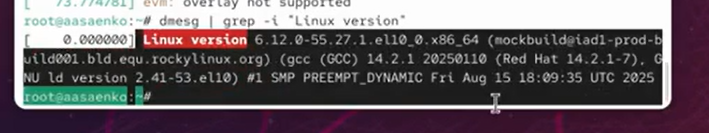 [   73.774781] evm: overlay not supported
root@aasaenko:~# dmesg | grep -i "Linux version"
[    0.000000] Linux version 6.12.0-55.27.1.el10_0.x86_64 (mockbuild@iad1-prod-b
uild001.bld.equ.rockylinux.org) (gcc (GCC) 14.2.1 20250110 (Red Hat 14.2.1-7), G
NU ld version 2.41-53.el10) #1 SMP PREEMPT_DYNAMIC Fri Aug 15 18:09:35 UTC 2025
root@aasaenko:~#